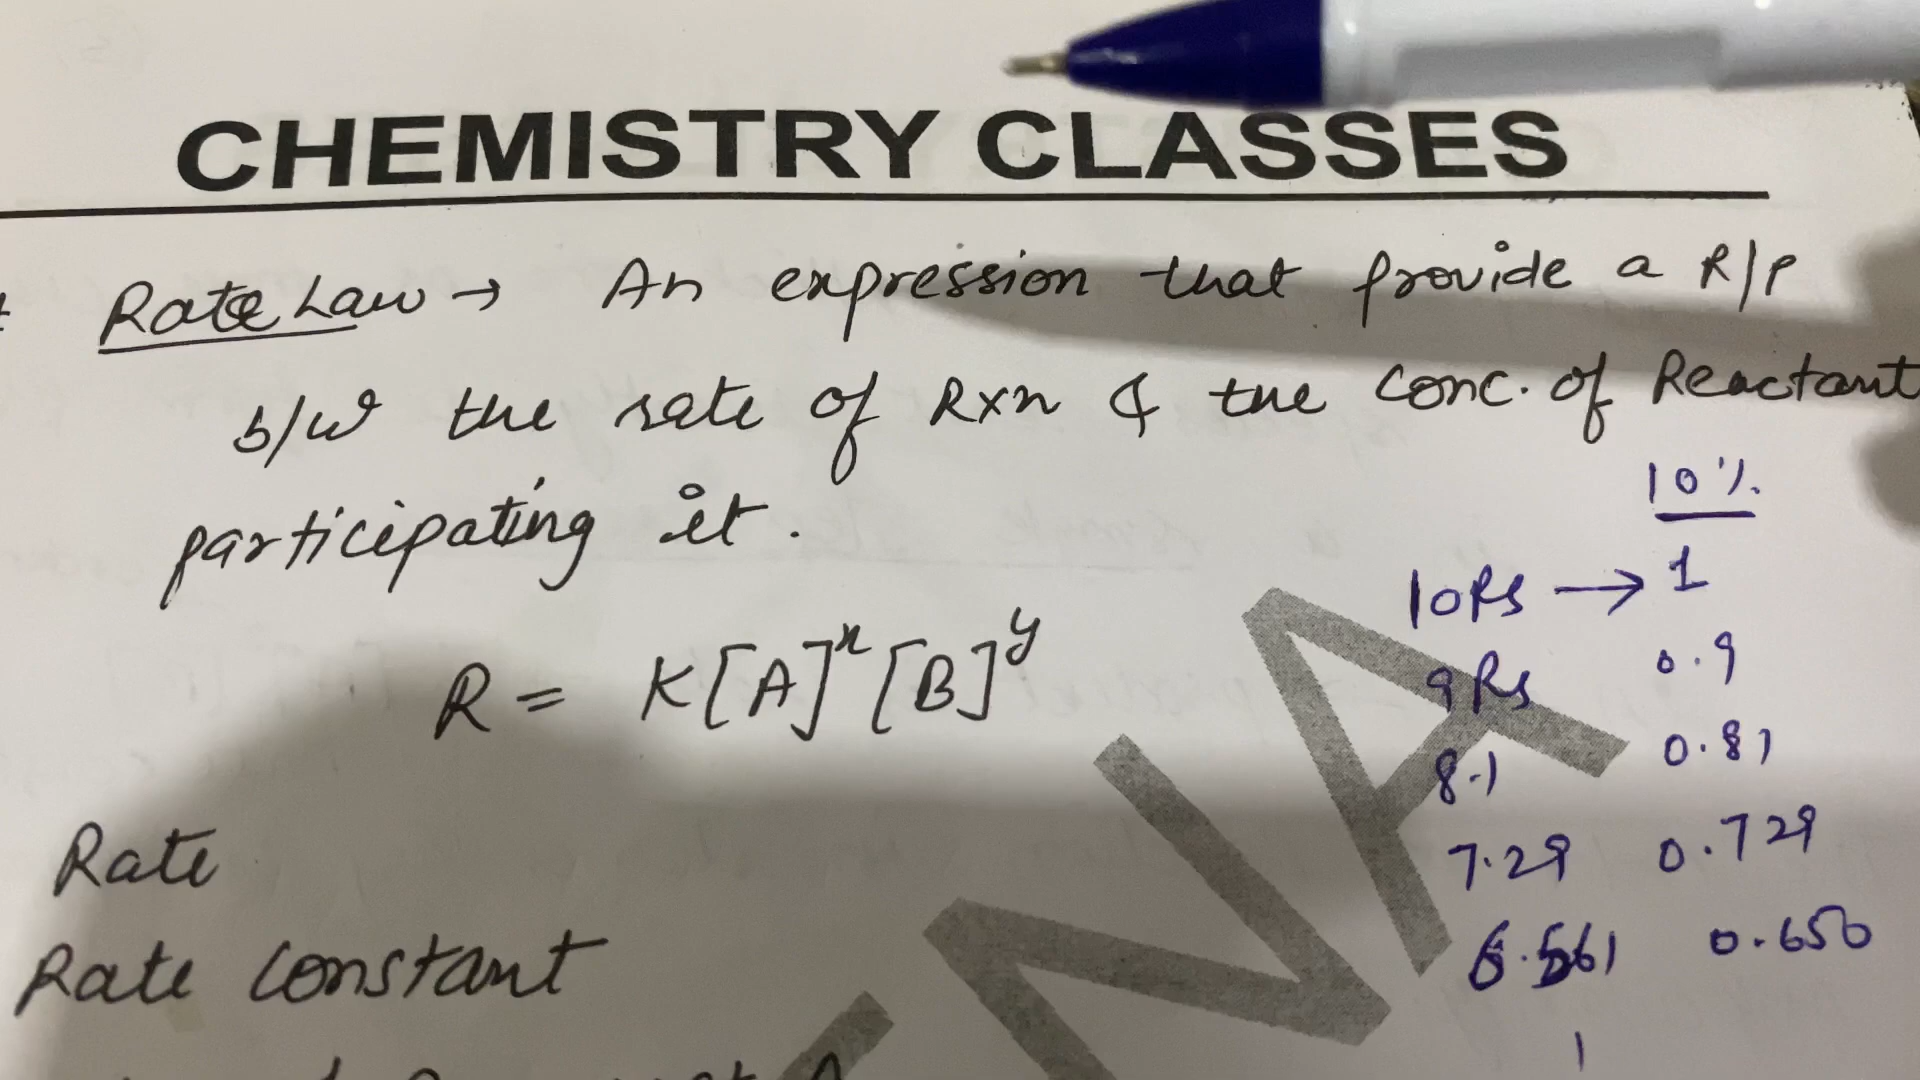 CHEMISTRY CLASSES
Rate Law → An expression that provide a R/P
b/w the rate of Rxn & the conc. of Reactant
participating it.
R = K[A]ˣ [B]ʸ
10%
10Rs → 1
9Rs 0.9
8.1 0.81
7.29 0.729
6.561 0.650
Rate
Rate constant
NA